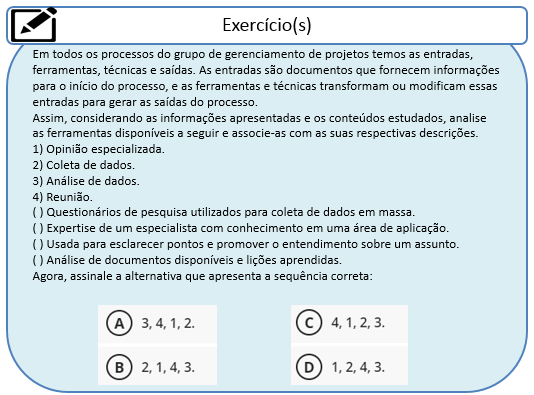 Exercício(s)
Em todos os processos do grupo de gerenciamento de projetos temos as entradas,
ferramentas, técnicas e saídas. As entradas são documentos que fornecem informações
para o início do processo, e as ferramentas e técnicas transformam ou modificam essas
entradas para gerar as saídas do processo.
Assim, considerando as informações apresentadas e os conteúdos estudados, analise
as ferramentas disponíveis a seguir e associe-as com as suas respectivas descrições.
1) Opinião especializada.
2) Coleta de dados.
3) Análise de dados.
4) Reunião.
( ) Questionários de pesquisa utilizados para coleta de dados em massa.
( ) Expertise de um especialista com conhecimento em uma área de aplicação.
( ) Usada para esclarecer pontos e promover o entendimento sobre um assunto.
( ) Análise de documentos disponíveis e lições aprendidas.
Agora, assinale a alternativa que apresenta a sequência correta:
A 3, 4, 1, 2.
B 2, 1, 4, 3.
C 4, 1, 2, 3.
D 1, 2, 4, 3.